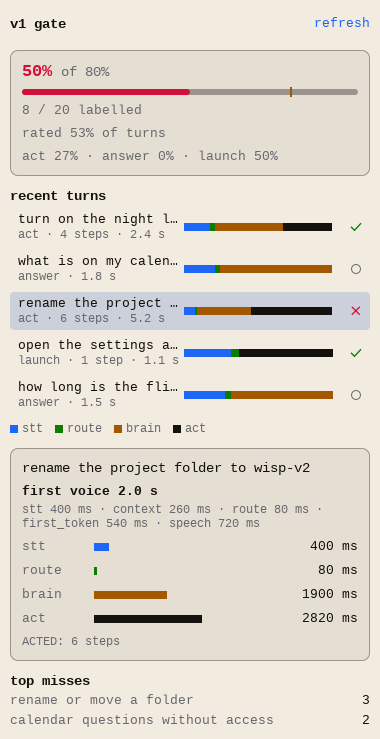 v1 gate refresh
50% of 80%
8 / 20 labelled
rated 53% of turns
act 27% · answer 0% · launch 50%
recent turns
turn on the night l…
act · 4 steps · 2.4 s
what is on my calen…
answer · 1.8 s
rename the project …
act · 6 steps · 5.2 s
open the settings a…
launch · 1 step · 1.1 s
how long is the fli…
answer · 1.5 s
stt route brain act
rename the project folder to wisp-v2
first voice 2.0 s
stt 400 ms · context 260 ms · route 80 ms ·
first_token 540 ms · speech 720 ms
stt 400 ms
route 80 ms
brain 1900 ms
act 2820 ms
ACTED: 6 steps
top misses
rename or move a folder 3
calendar questions without access 2